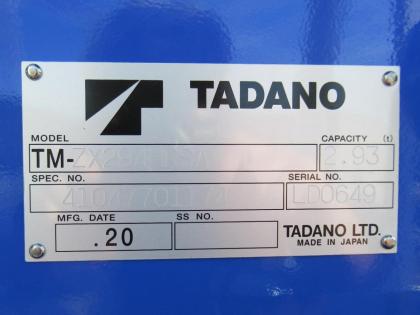 TADANO
MODEL CAPACITY (t)
TM- 2.93
SPEC. NO. SERIAL NO.
LD0649
MFG. DATE SS NO.
.20 TADANO LTD.
MADE IN JAPAN